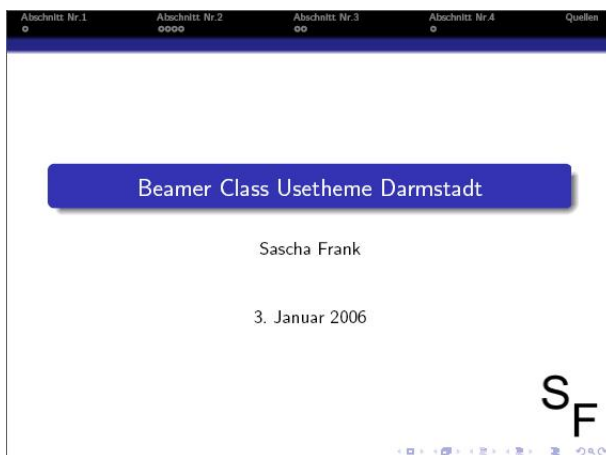 Abschnitt Nr.1 Abschnitt Nr.2 Abschnitt Nr.3 Abschnitt Nr.4 Quellen
Beamer Class Usetheme Darmstadt
Sascha Frank
3. Januar 2006
S
F